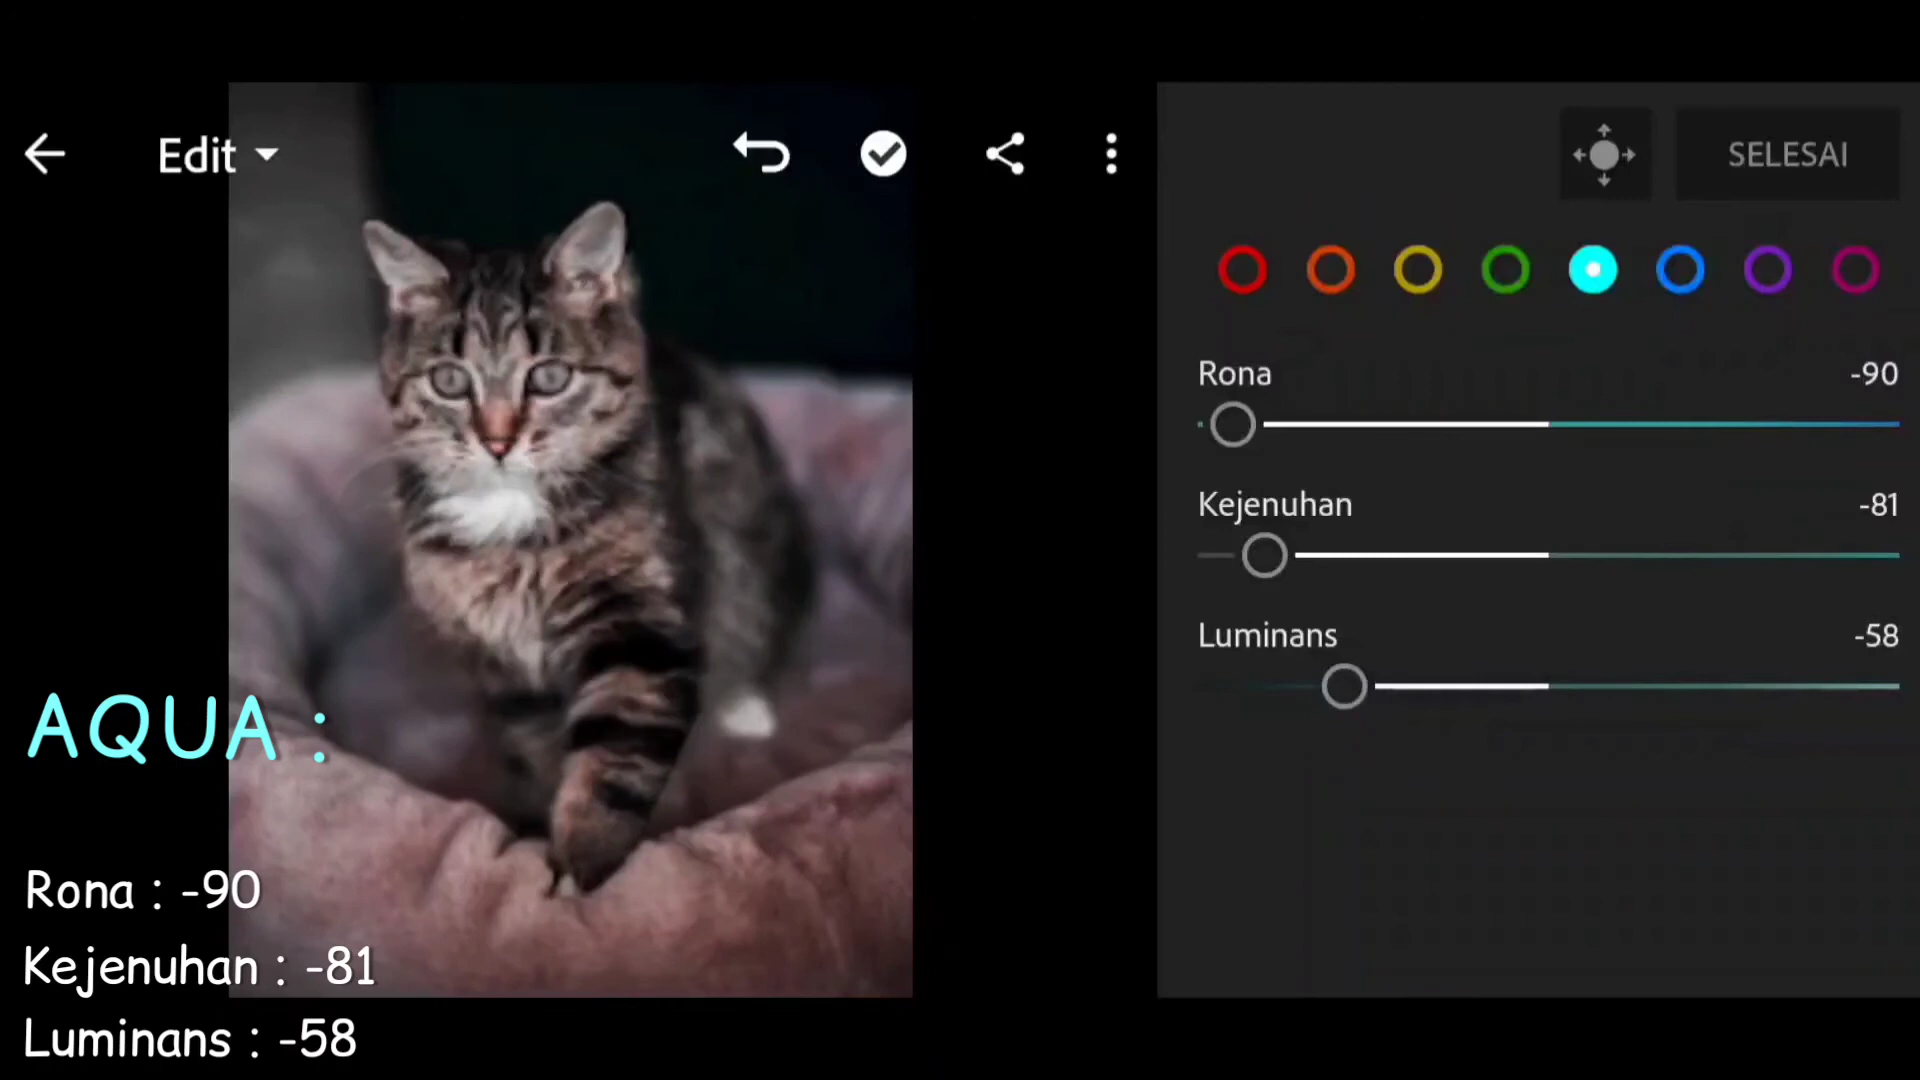 Edit
SELESAI
Rona -90
Kejenuhan -81
Luminans -58
AQUA :
Rona : -90
Kejenuhan : -81
Luminans : -58